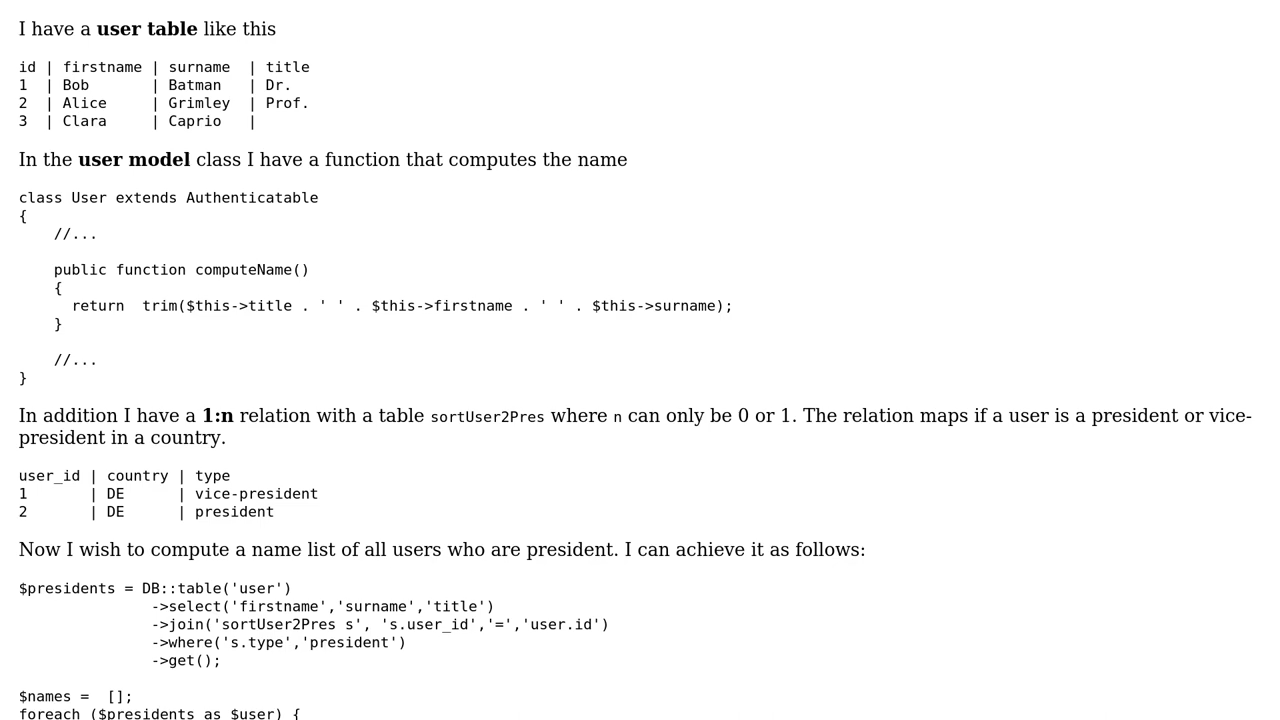 I have a user table like this
id | firstname | surname  | title
1  | Bob       | Batman   | Dr.
2  | Alice     | Grimley  | Prof.
3  | Clara     | Caprio   |
In the user model class I have a function that computes the name
class User extends Authenticatable
{
    //...
    public function computeName()
    {
      return  trim($this->title . ' ' . $this->firstname . ' ' . $this->surname);
    }
    //...
}
In addition I have a 1:n relation with a table sortUser2Pres where n can only be 0 or 1. The relation maps if a user is a president or vice-
president in a country.
user_id | country | type
1       | DE      | vice-president
2       | DE      | president
Now I wish to compute a name list of all users who are president. I can achieve it as follows:
$presidents = DB::table('user')
               ->select('firstname','surname','title')
               ->join('sortUser2Pres s', 's.user_id','=','user.id')
               ->where('s.type','president')
               ->get();
$names =  [];
foreach ($presidents as $user) {